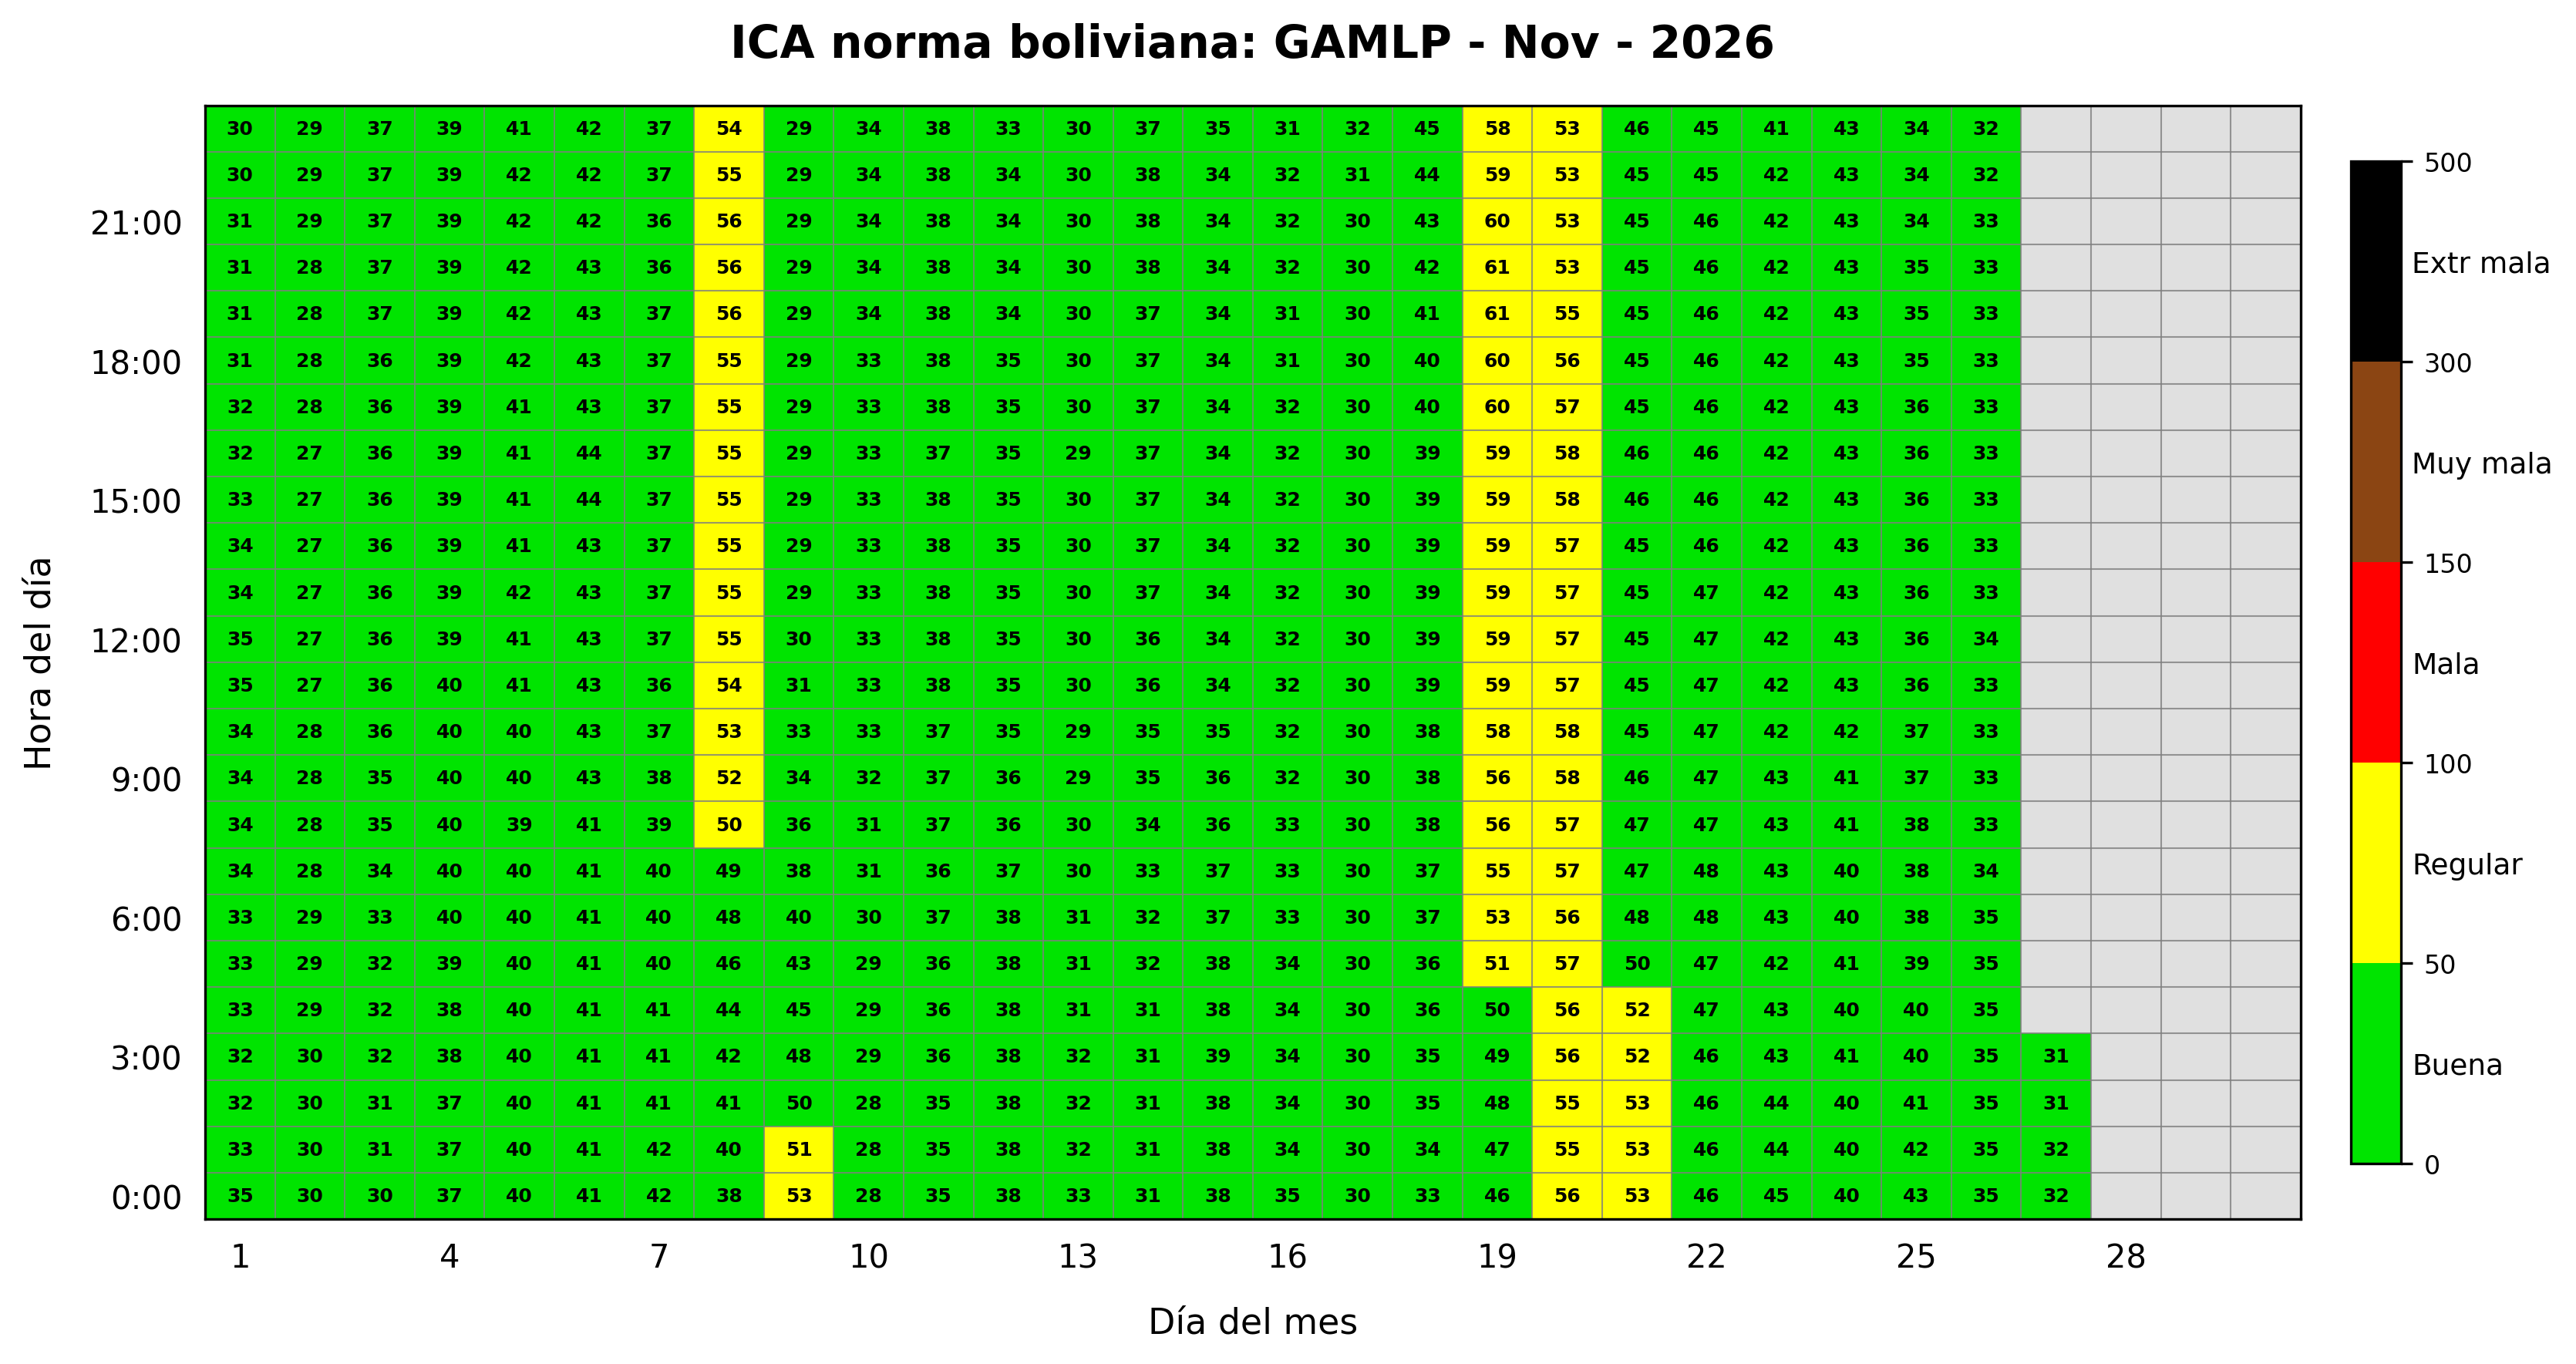 ICA norma boliviana: GAMLP - Nov - 2026
30 29 37 39 41 42 37 54 29 34 38 33 30 37 35 31 32 45 58 53 46 45 41 43 34 32
30 29 37 39 42 42 37 55 29 34 38 34 30 38 34 32 31 44 59 53 45 45 42 43 34 32
21:00 31 29 37 39 42 42 36 56 29 34 38 34 30 38 34 32 30 43 60 53 45 46 42 43 34 33
31 28 37 39 42 43 36 56 29 34 38 34 30 38 34 32 30 42 61 53 45 46 42 43 35 33
31 28 37 39 42 43 37 56 29 34 38 34 30 37 34 31 30 41 61 55 45 46 42 43 35 33
18:00 31 28 36 39 42 43 37 55 29 33 38 35 30 37 34 31 30 40 60 56 45 46 42 43 35 33
32 28 36 39 41 43 37 55 29 33 38 35 30 37 34 32 30 40 60 57 45 46 42 43 36 33
32 27 36 39 41 44 37 55 29 33 37 35 29 37 34 32 30 39 59 58 46 46 42 43 36 33
15:00 33 27 36 39 41 44 37 55 29 33 38 35 30 37 34 32 30 39 59 58 46 46 42 43 36 33
34 27 36 39 41 43 37 55 29 33 38 35 30 37 34 32 30 39 59 57 45 46 42 43 36 33
34 27 36 39 42 43 37 55 29 33 38 35 30 37 34 32 30 39 59 57 45 47 42 43 36 33
12:00 35 27 36 39 41 43 37 55 30 33 38 35 30 36 34 32 30 39 59 57 45 47 42 43 36 34
35 27 36 40 41 43 36 54 31 33 38 35 30 36 34 32 30 39 59 57 45 47 42 43 36 33
34 28 36 40 40 43 37 53 33 33 37 35 29 35 35 32 30 38 58 58 45 47 42 42 37 33
9:00 34 28 35 40 40 43 38 52 34 32 37 36 29 35 36 32 30 38 56 58 46 47 43 41 37 33
34 28 35 40 39 41 39 50 36 31 37 36 30 34 36 33 30 38 56 57 47 47 43 41 38 33
34 28 34 40 40 41 40 49 38 31 36 37 30 33 37 33 30 37 55 57 47 48 43 40 38 34
6:00 33 29 33 40 40 41 40 48 40 30 37 38 31 32 37 33 30 37 53 56 48 48 43 40 38 35
33 29 32 39 40 41 40 46 43 29 36 38 31 32 38 34 30 36 51 57 50 47 42 41 39 35
33 29 32 38 40 41 41 44 45 29 36 38 31 31 38 34 30 36 50 56 52 47 43 40 40 35
3:00 32 30 32 38 40 41 41 42 48 29 36 38 32 31 39 34 30 35 49 56 52 46 43 41 40 35 31
32 30 31 37 40 41 41 41 50 28 35 38 32 31 38 34 30 35 48 55 53 46 44 40 41 35 31
33 30 31 37 40 41 42 40 51 28 35 38 32 31 38 34 30 34 47 55 53 46 44 40 42 35 32
0:00 35 30 30 37 40 41 42 38 53 28 35 38 33 31 38 35 30 33 46 56 53 46 45 40 43 35 32
1 4 7 10 13 16 19 22 25 28
Día del mes
Hora del día
500
Extr mala
300
Muy mala
150
Mala
100
Regular
50
Buena
0